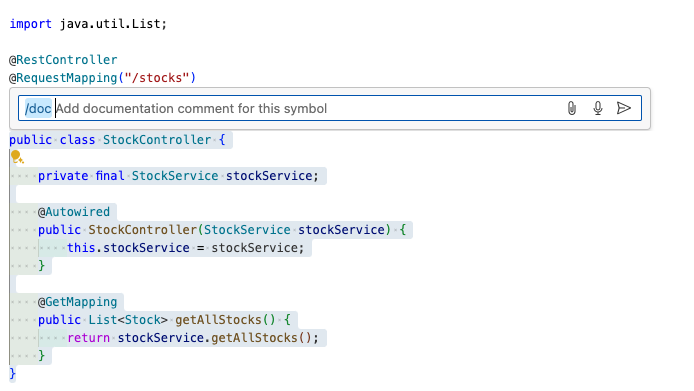 import java.util.List;
@RestController
@RequestMapping("/stocks")
/doc Add documentation comment for this symbol
public class StockController {
private final StockService stockService;
@Autowired
public StockController(StockService stockService) {
this.stockService = stockService;
}
@GetMapping
public List<Stock> getAllStocks() {
return stockService.getAllStocks();
}
}